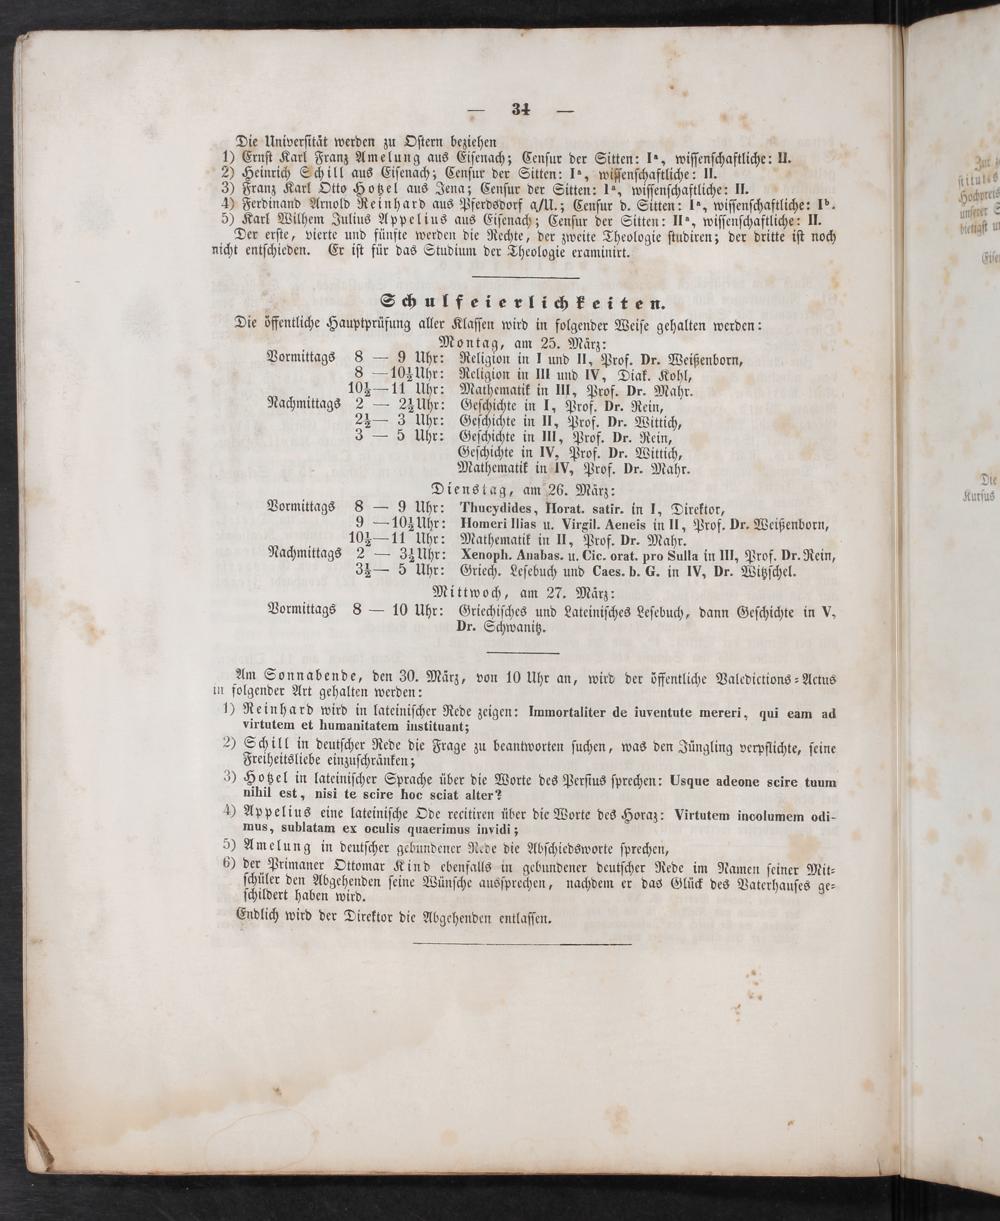 — 34 —
Die Universität werden zu Ostern beziehen
1) Ernst Karl Franz Amelung aus Eisenach; Censur der Sitten: Iª, wissenschaftliche: II.
2) Heinrich Schill aus Eisenach; Censur der Sitten: Iª, wissenschaftliche: II.
3) Franz Karl Otto Hotzel aus Jena; Censur der Sitten: Iª, wissenschaftliche: II.
4) Ferdinand Arnold Reinhard aus Pferdsdorf a/U.; Censur d. Sitten: Iª, wissenschaftliche: Iᵇ.
5) Karl Wilhem Julius Appelius aus Eisenach; Censur der Sitten: IIª, wissenschaftliche: II.
Der erste, vierte und fünfte werden die Rechte, der zweite Theologie studiren; der dritte ist noch
nicht entschieden. Er ist für das Studium der Theologie examinirt.
Schulfeierlichkeiten.
Die öffentliche Hauptprüfung aller Klassen wird in folgender Weise gehalten werden:
Montag, am 25. März:
Vormittags 8 — 9 Uhr: Religion in I und II, Prof. Dr. Weißenborn,
8 — 10½ Uhr: Religion in III und IV, Diak. Kohl,
10½ — 11 Uhr: Mathematik in III, Prof. Dr. Mahr.
Nachmittags 2 — 2½ Uhr: Geschichte in I, Prof. Dr. Rein,
2½ — 3 Uhr: Geschichte in II, Prof. Dr. Wittich,
3 — 5 Uhr: Geschichte in III, Prof. Dr. Rein,
Geschichte in IV, Prof. Dr. Wittich,
Mathematik in IV, Prof. Dr. Mahr.
Dienstag, am 26. März:
Vormittags 8 — 9 Uhr: Thucydides, Horat. satir. in I, Direktor,
9 — 10½ Uhr: Homeri Ilias u. Virgil. Aeneis in II, Prof. Dr. Weißenborn,
10½ — 11 Uhr: Mathematik in II, Prof. Dr. Mahr.
Nachmittags 2 — 3½ Uhr: Xenoph. Anabas. u. Cic. orat. pro Sulla in III, Prof. Dr. Rein,
3½ — 5 Uhr: Griech. Lesebuch und Caes. b. G. in IV, Dr. Witzschel.
Mittwoch, am 27. März:
Vormittags 8 — 10 Uhr: Griechisches und Lateinisches Lesebuch, dann Geschichte in V,
Dr. Schwanitz.
Am Sonnabende, den 30. März, von 10 Uhr an, wird der öffentliche Valedictions-Actus
in folgender Art gehalten werden:
1) Reinhard wird in lateinischer Rede zeigen: Immortaliter de iuventute mereri, qui eam ad
virtutem et humanitatem instituant;
2) Schill in deutscher Rede die Frage zu beantworten suchen, was den Jüngling verpflichte, seine
Freiheitsliebe einzuschränken;
3) Hotzel in lateinischer Sprache über die Worte des Persius sprechen: Usque adeone scire tuum
nihil est, nisi te scire hoc sciat alter?
4) Appelius eine lateinische Ode recitiren über die Worte des Horaz: Virtutem incolumem odi-
mus, sublatam ex oculis quaerimus invidi;
5) Amelung in deutscher gebundener Rede die Abschiedsworte sprechen,
6) der Primaner Ottomar Kind ebenfalls in gebundener deutscher Rede im Namen seiner Mit-
schüler den Abgehenden seine Wünsche aussprechen, nachdem er das Glück des Vaterhauses ge-
schildert haben wird.
Endlich wird der Direktor die Abgehenden entlassen.
stitutes
Die
Kursus